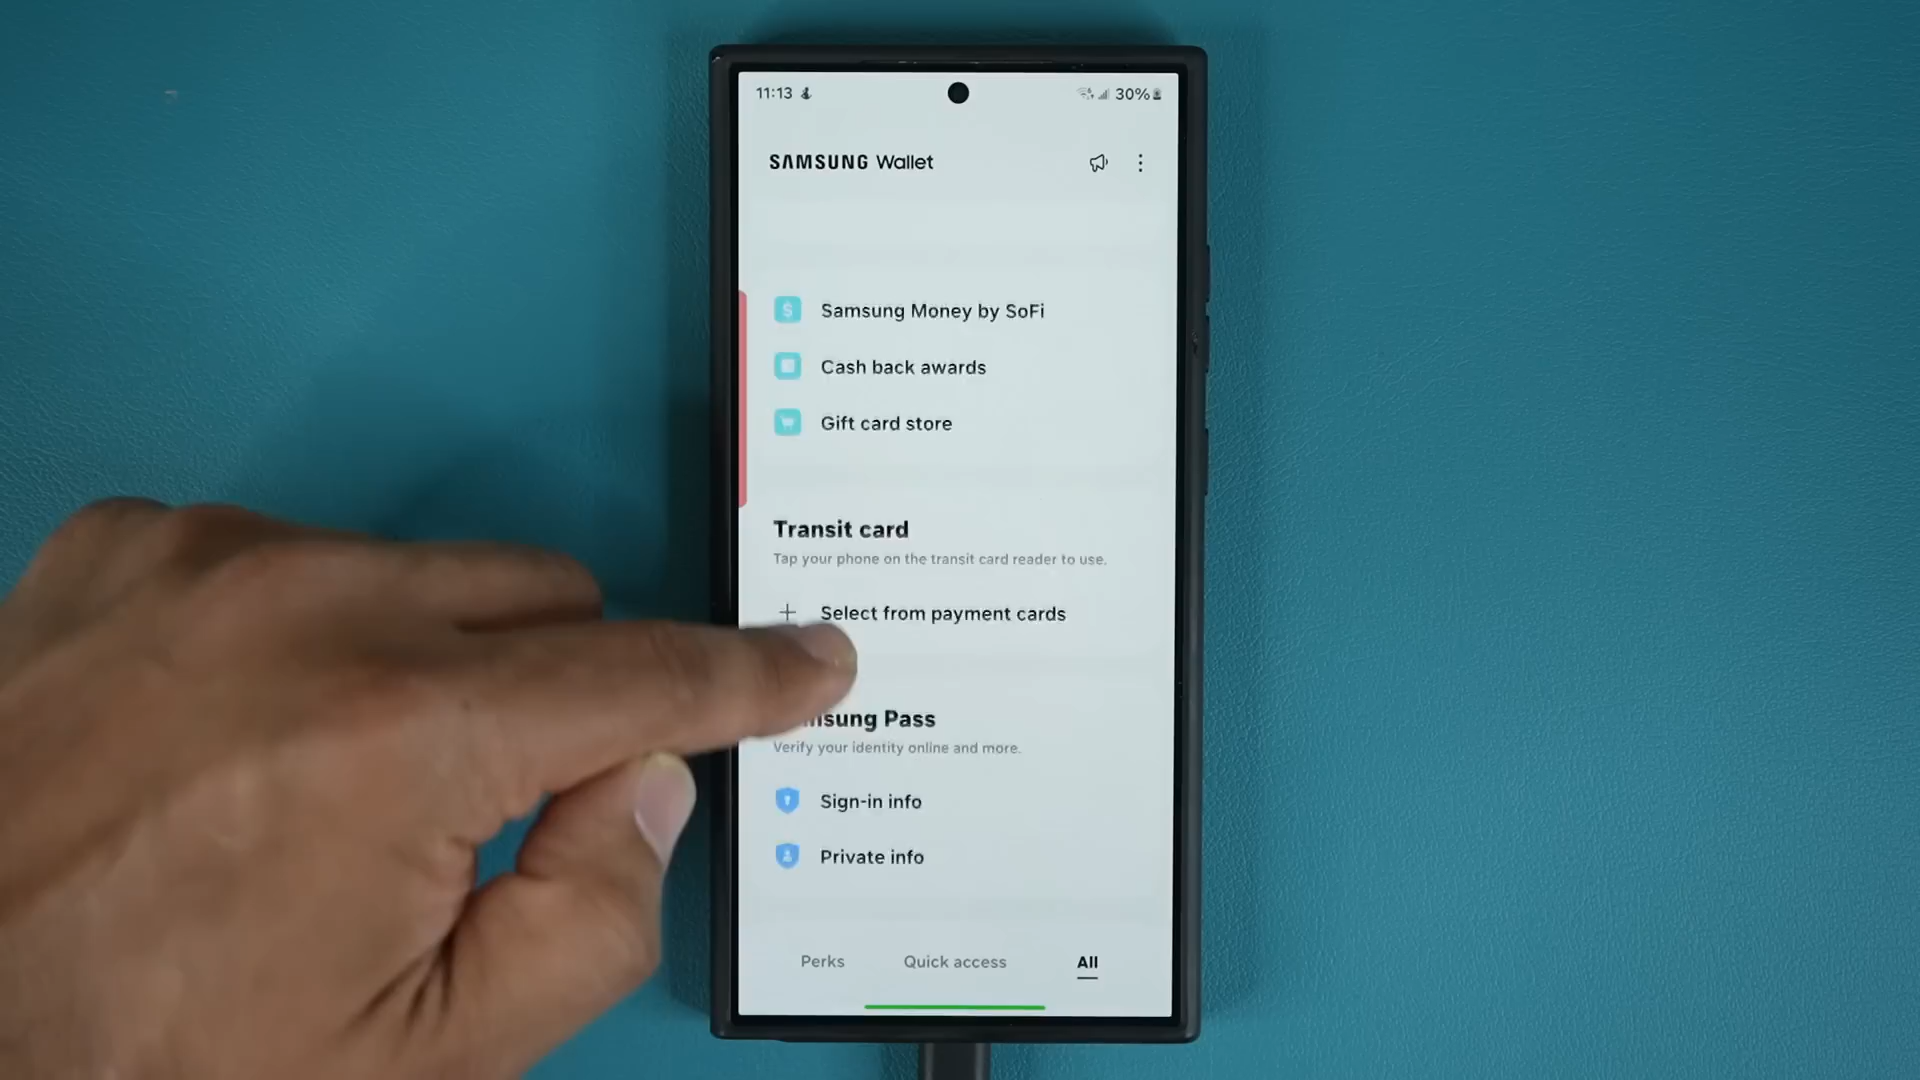 11:13
30%
SAMSUNG Wallet
Samsung Money by SoFi
Cash back awards
Gift card store
Transit card
Tap your phone on the transit card reader to use.
Select from payment cards
msung Pass
Verify your identity online and more.
Sign-in info
Private info
Perks Quick access All